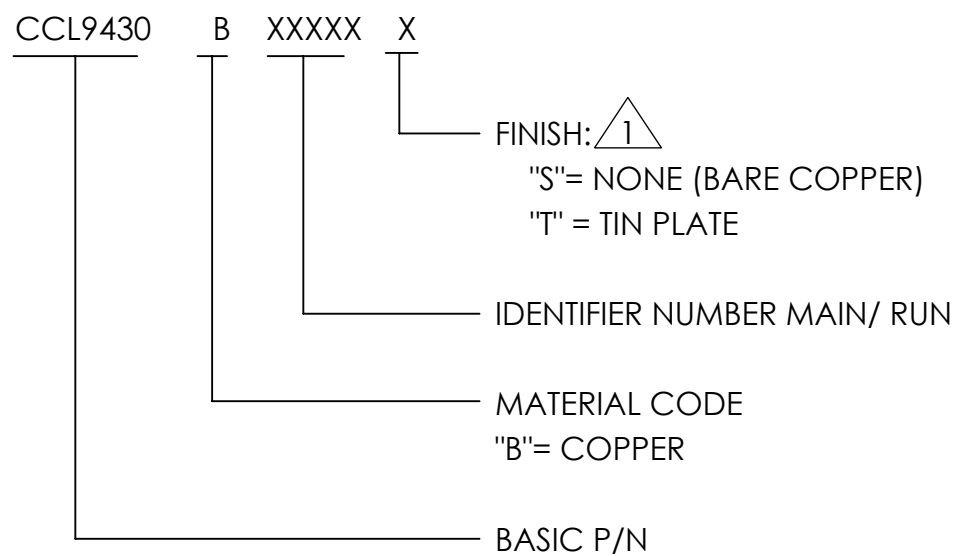 CCL9430 B XXXXX X
FINISH: 1
"S"= NONE (BARE COPPER)
"T" = TIN PLATE
IDENTIFIER NUMBER MAIN/ RUN
MATERIAL CODE
"B"= COPPER
BASIC P/N